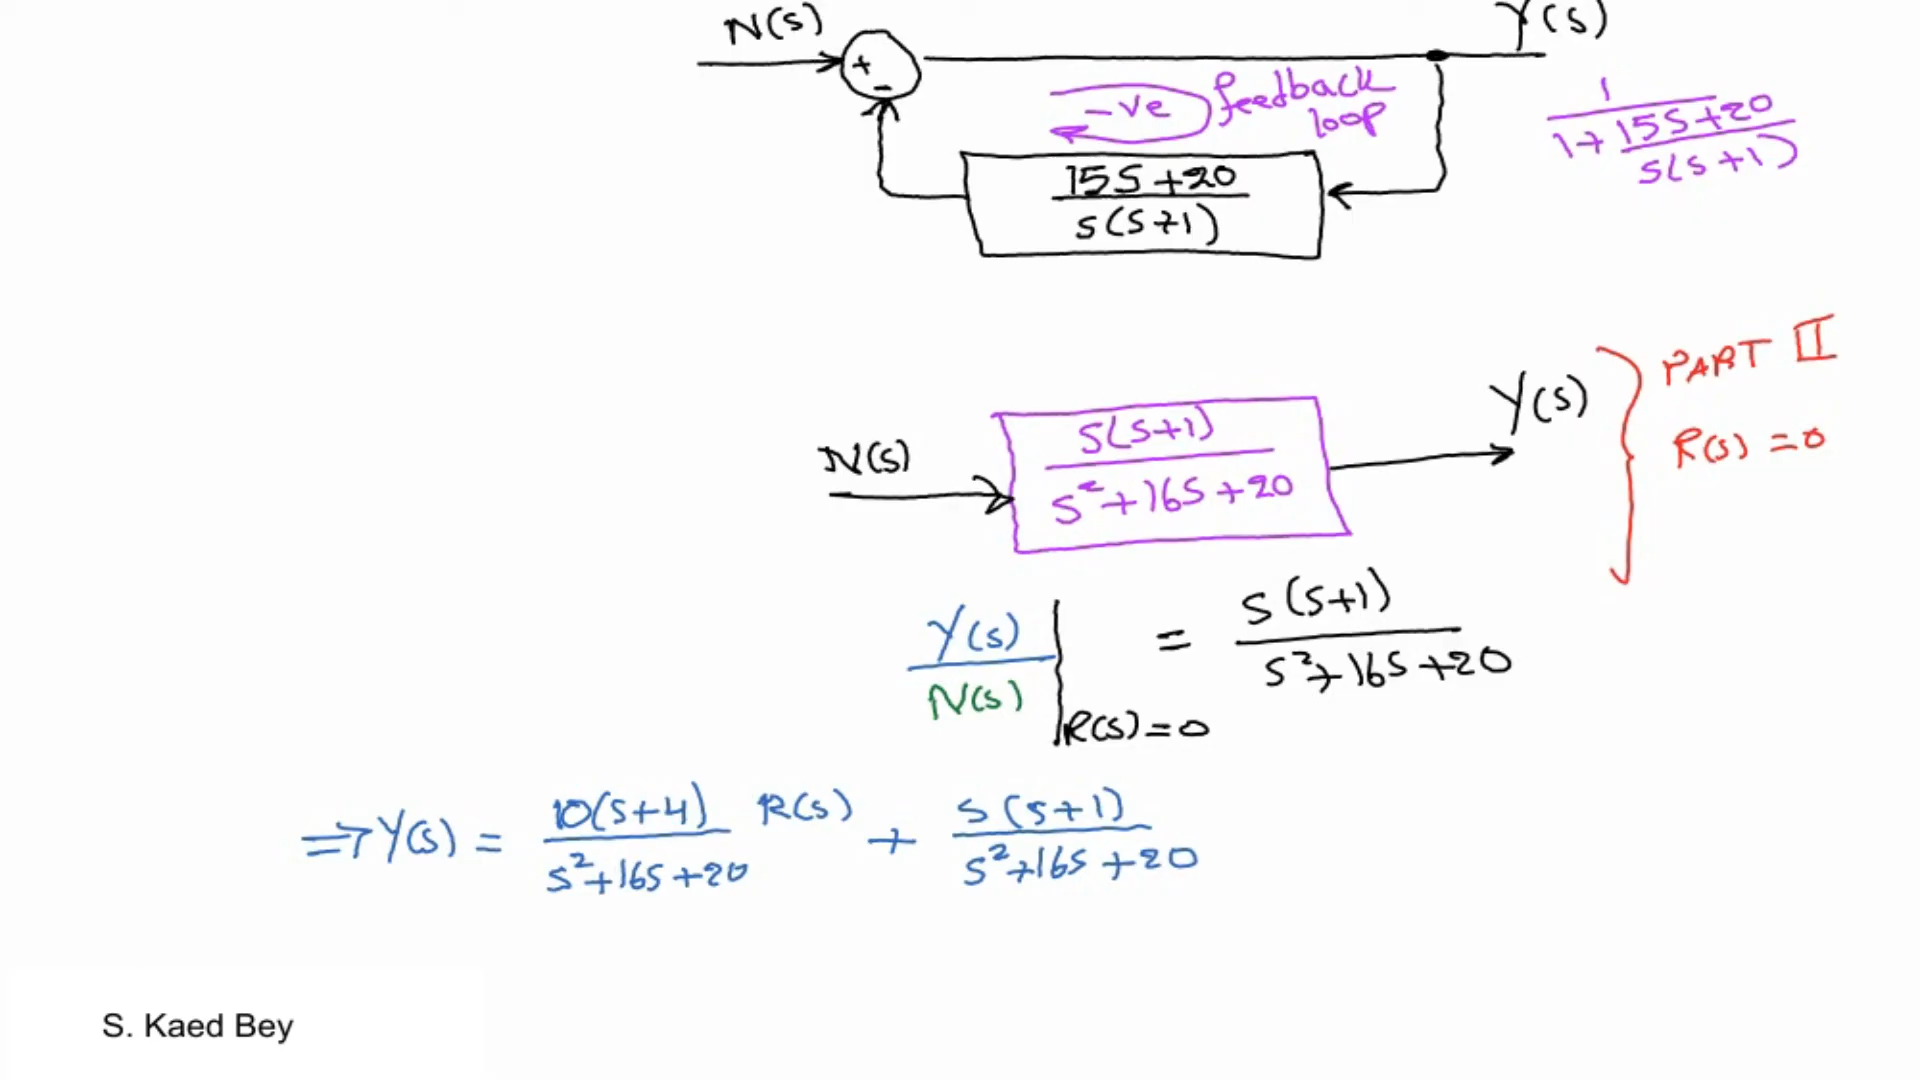 N(s) Y(s)
+
-
-ve feedback
loop
1
1+ 15s+20
s(s+1)
15s+20
s(s+1)
PART II
R(s) = 0
N(s) s(s+1) Y(s)
s²+16s+20
Y(s) = s(s+1)
N(s) s²+16s+20
R(s)=0
⇒ Y(s) = 10(s+4) R(s) + s(s+1)
s²+16s+20 s²+16s+20
S. Kaed Bey